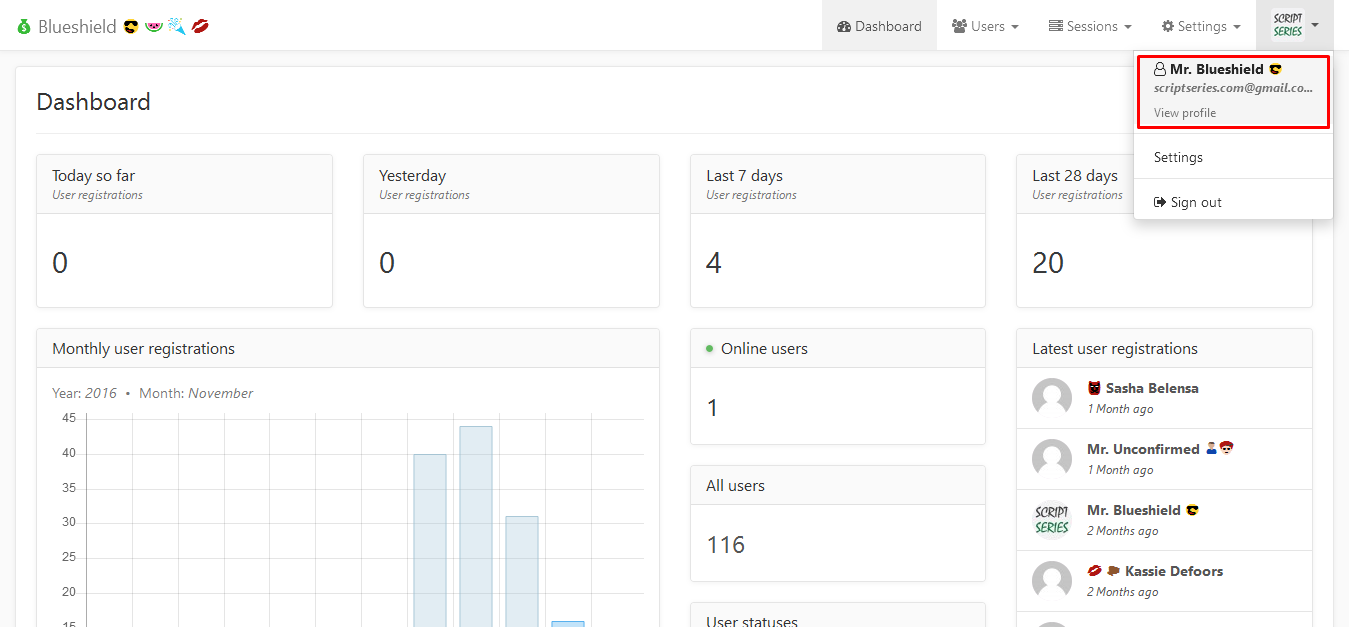 Blueshield
Dashboard
Users
Sessions
Settings
SCRIPT
SERIES
Mr. Blueshield
scriptseries.com@gmail.co...
View profile
Settings
Sign out
Dashboard
Today so far
User registrations
0
Yesterday
User registrations
0
Last 7 days
User registrations
4
Last 28 days
User registrations
20
Monthly user registrations
Year: 2016 • Month: November
45
40
35
30
25
20
15
Online users
1
All users
116
User statuses
Latest user registrations
Sasha Belensa
1 Month ago
Mr. Unconfirmed
1 Month ago
SCRIPT
SERIES
Mr. Blueshield
2 Months ago
Kassie Defoors
2 Months ago